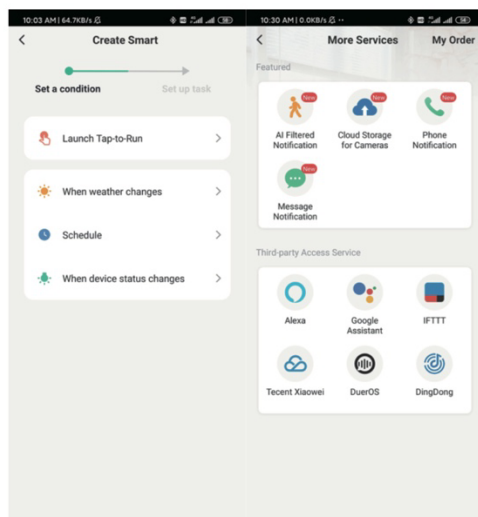 10:03 AM | 64.7KB/s
Create Smart
Set a condition
Set up task
Launch Tap-to-Run
When weather changes
Schedule
When device status changes
10:30 AM | 0.0KB/s
More Services
My Order
Featured
New
New
New
AI Filtered
Notification
Cloud Storage
for Cameras
Phone
Notification
New
Message
Notification
Third-party Access Service
Alexa
Google
Assistant
IFTTT
Tecent Xiaowei
DuerOS
DingDong